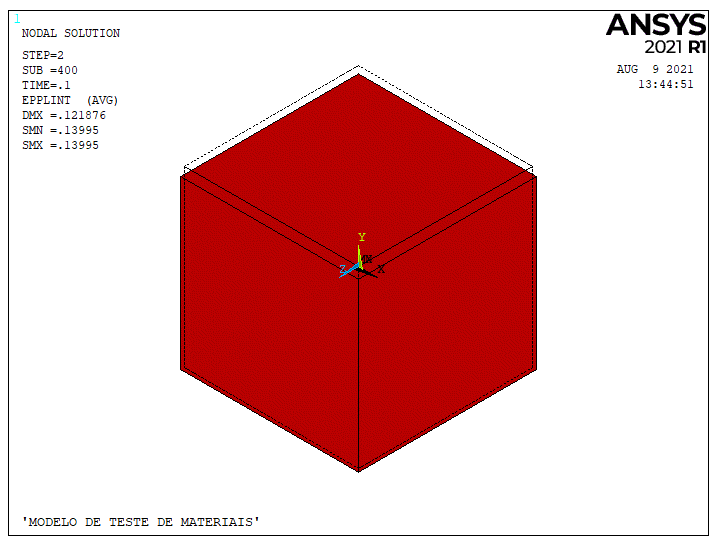 1
NODAL SOLUTION
STEP=2
SUB =400
TIME=.1
EPPLINT  (AVG)
DMX =.121876
SMN =.13995
SMX =.13995
ANSYS
2021 R1
AUG  9 2021
13:44:51
Y
Z
X
'MODELO DE TESTE DE MATERIAIS'